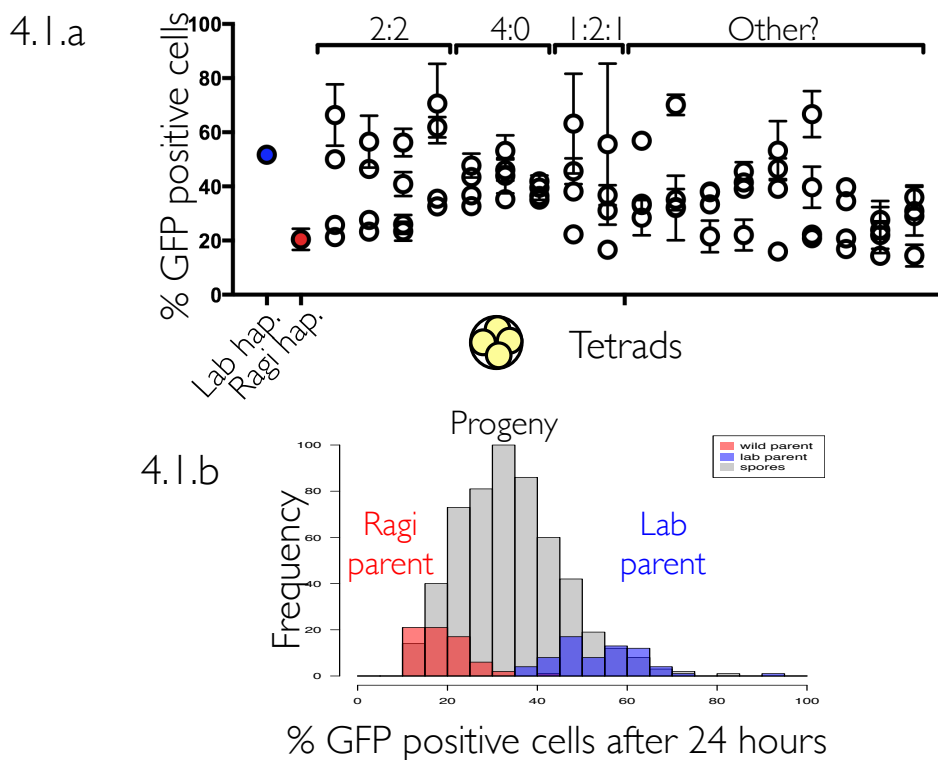 4.1.a
2:2 4:0 1:2:1 Other?
% GFP positive cells
100
80
60
40
20
0
Lab hap.
Ragi hap.
Tetrads
4.1.b
Progeny
wild parent
lab parent
spores
Ragi
parent
Lab
parent
Frequency
100
80
60
40
20
0
0 20 40 60 80 100
% GFP positive cells after 24 hours